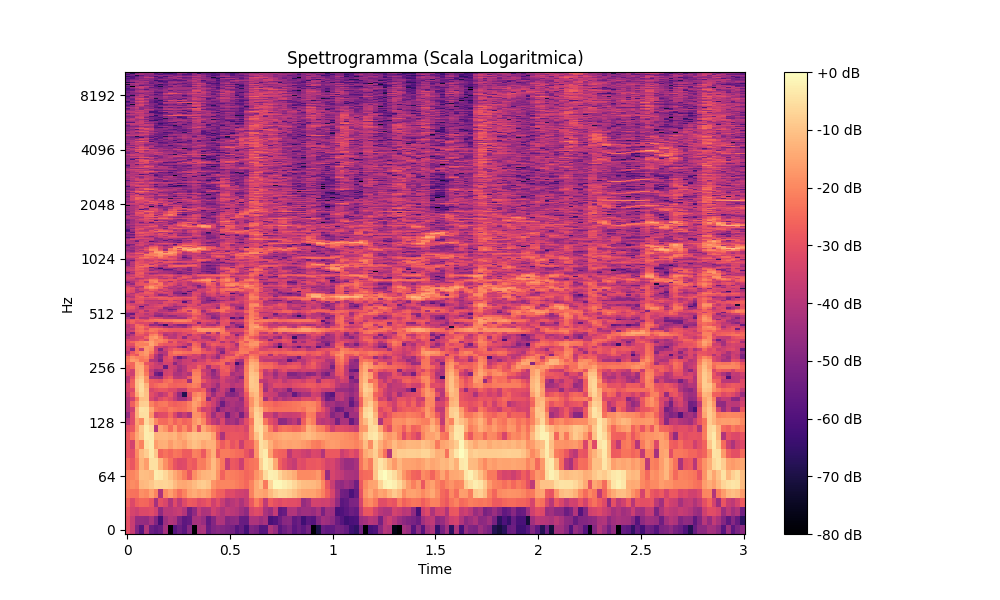 Spettrogramma (Scala Logaritmica)
Hz
8192
4096
2048
1024
512
256
128
64
0
0
0.5
1
1.5
2
2.5
3
Time
+0 dB
-10 dB
-20 dB
-30 dB
-40 dB
-50 dB
-60 dB
-70 dB
-80 dB